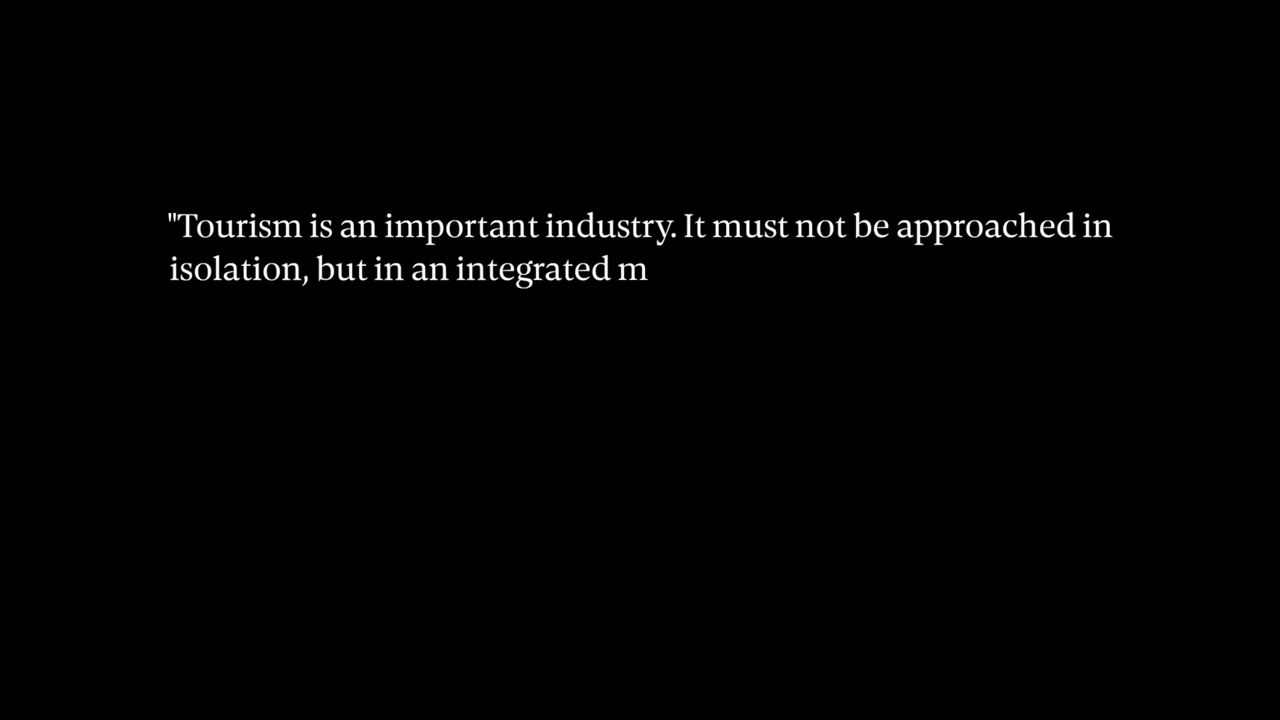 "Tourism is an important industry. It must not be approached in
isolation, but in an integrated m